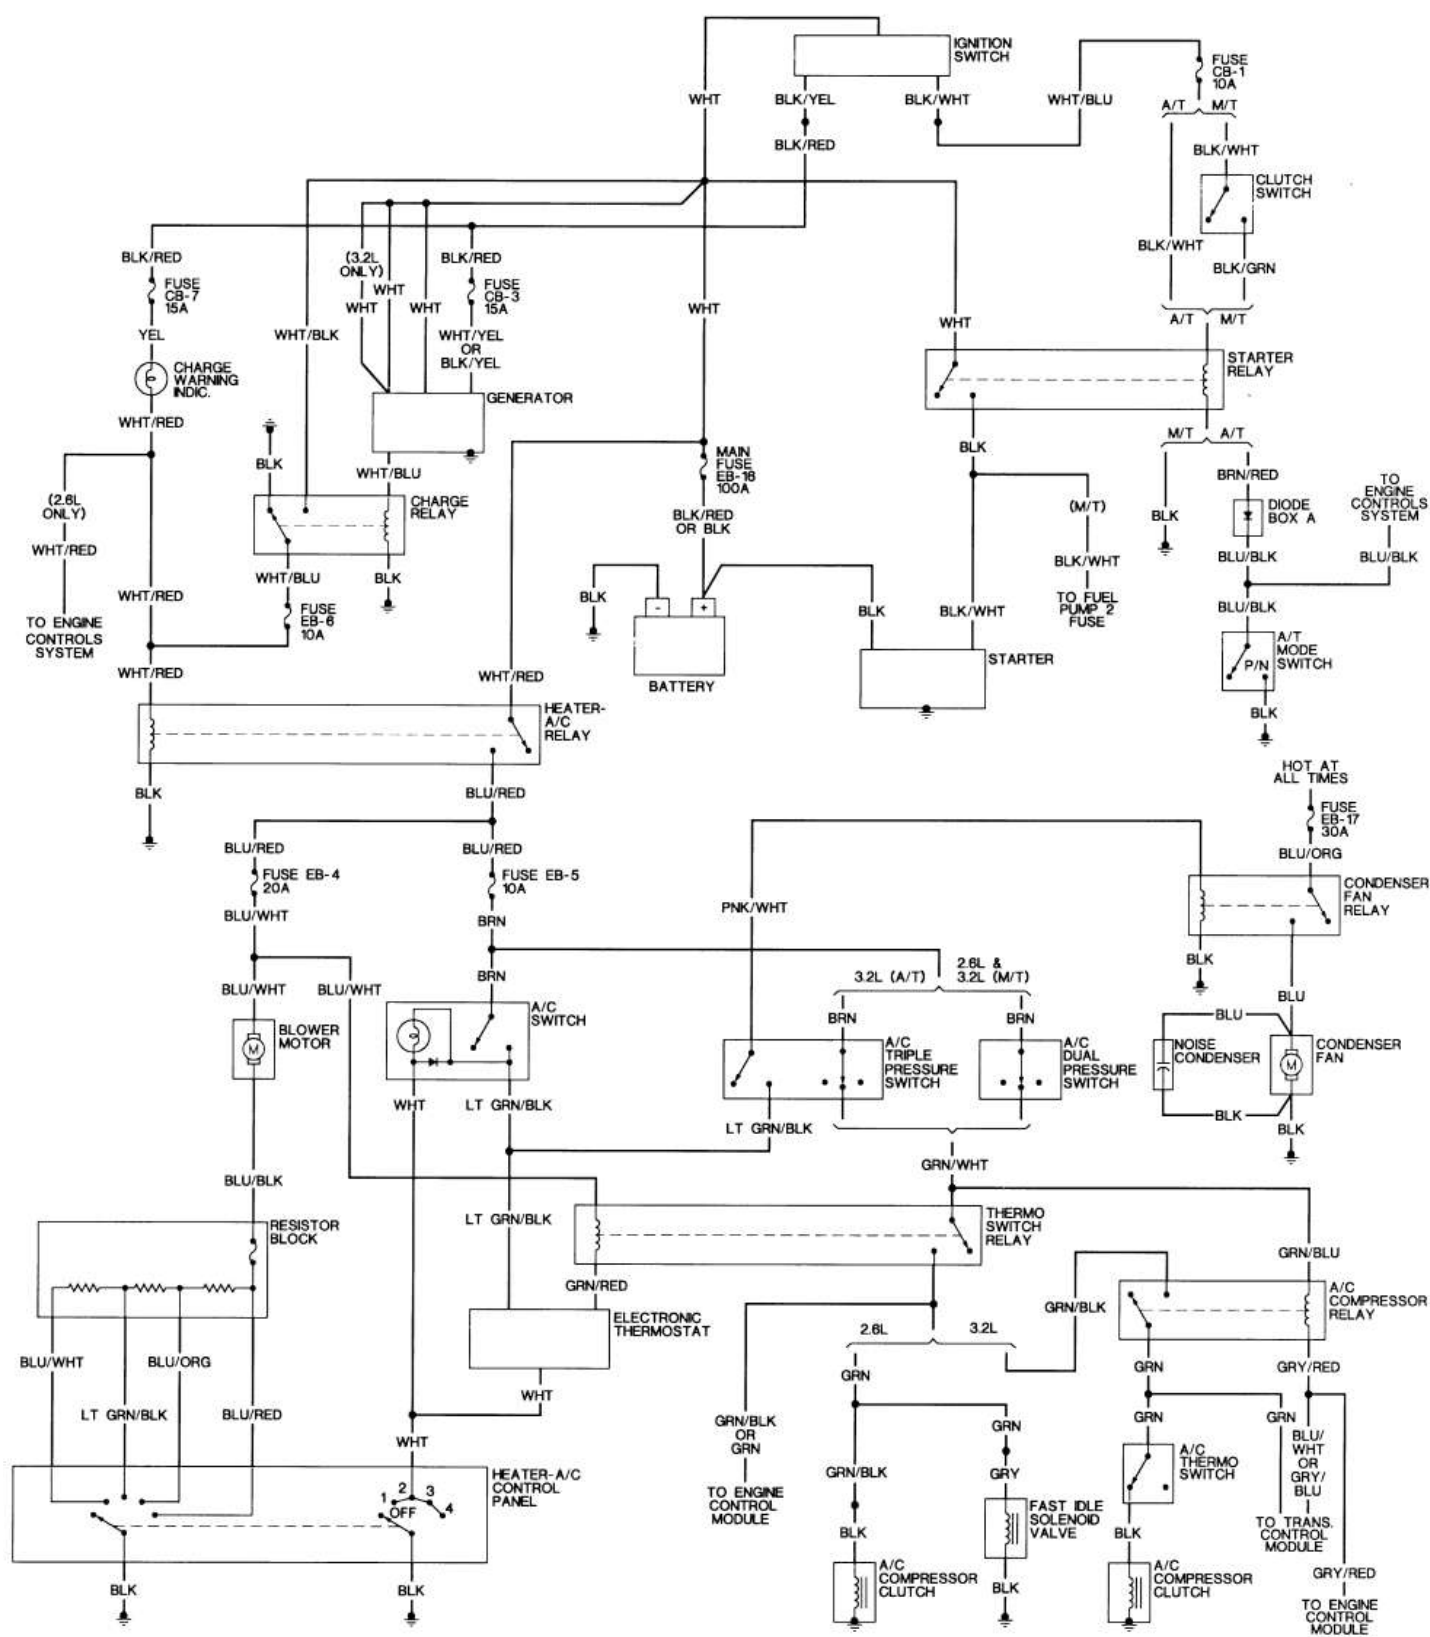 IGNITION
SWITCH
FUSE
CB-1
10A
WHT
BLK/YEL
BLK/WHT
WHT/BLU
A/T
M/T
BLK/RED
BLK/WHT
CLUTCH
SWITCH
BLK/RED
(3.2L
ONLY)
BLK/RED
BLK/WHT
BLK/GRN
FUSE
CB-7
15A
WHT
WHT
WHT
FUSE
CB-3
15A
WHT
A/T
M/T
YEL
WHT/BLK
WHT/YEL
OR
BLK/YEL
WHT
STARTER
RELAY
CHARGE
WARNING
INDIC.
GENERATOR
WHT/RED
M/T
A/T
BLK
WHT/BLU
MAIN
FUSE
EB-16
100A
BLK
BRN/RED
TO
ENGINE
CONTROLS
SYSTEM
(2.6L
ONLY)
CHARGE
RELAY
BLK/RED
OR BLK
(M/T)
BLK
DIODE
BOX A
WHT/RED
BLK/WHT
BLU/BLK
BLU/BLK
WHT/BLU
BLK
WHT/RED
BLK
TO FUEL
PUMP 2
FUSE
BLU/BLK
TO ENGINE
CONTROLS
SYSTEM
FUSE
EB-6
10A
-
+
BLK
BLK/WHT
A/T
MODE
SWITCH
P/N
WHT/RED
WHT/RED
BATTERY
STARTER
BLK
HEATER-
A/C
RELAY
HOT AT
ALL TIMES
BLK
BLU/RED
FUSE
EB-17
30A
BLU/RED
BLU/RED
BLU/ORG
FUSE EB-4
20A
FUSE EB-5
10A
CONDENSER
FAN
RELAY
BLU/WHT
BRN
PNK/WHT
BLU/WHT
BLU/WHT
BRN
3.2L (A/T)
2.6L &
3.2L (M/T)
BLK
BLU
BLOWER
MOTOR
M
A/C
SWITCH
BRN
BRN
BLU
A/C
TRIPLE
PRESSURE
SWITCH
A/C
DUAL
PRESSURE
SWITCH
NOISE
CONDENSER
M
CONDENSER
FAN
WHT
LT GRN/BLK
LT GRN/BLK
BLK
BLK
BLU/BLK
GRN/WHT
RESISTOR
BLOCK
LT GRN/BLK
THERMO
SWITCH
RELAY
GRN/RED
GRN/BLU
A/C
COMPRESSOR
RELAY
GRN/BLK
ELECTRONIC
THERMOSTAT
2.6L
3.2L
BLU/WHT
BLU/ORG
GRN
GRN
GRY/RED
WHT
LT GRN/BLK
BLU/RED
GRN/BLK
OR
GRN
GRN
GRN
GRN
BLU/
WHT
OR
GRY/
BLU
WHT
HEATER-A/C
CONTROL
PANEL
1
2
3
4
OFF
GRN/BLK
GRY
A/C
THERMO
SWITCH
TO ENGINE
CONTROL
MODULE
BLK
FAST IDLE
SOLENOID
VALVE
BLK
TO TRANS.
CONTROL
MODULE
BLK
BLK
A/C
COMPRESSOR
CLUTCH
BLK
A/C
COMPRESSOR
CLUTCH
GRY/RED
TO ENGINE
CONTROL
MODULE